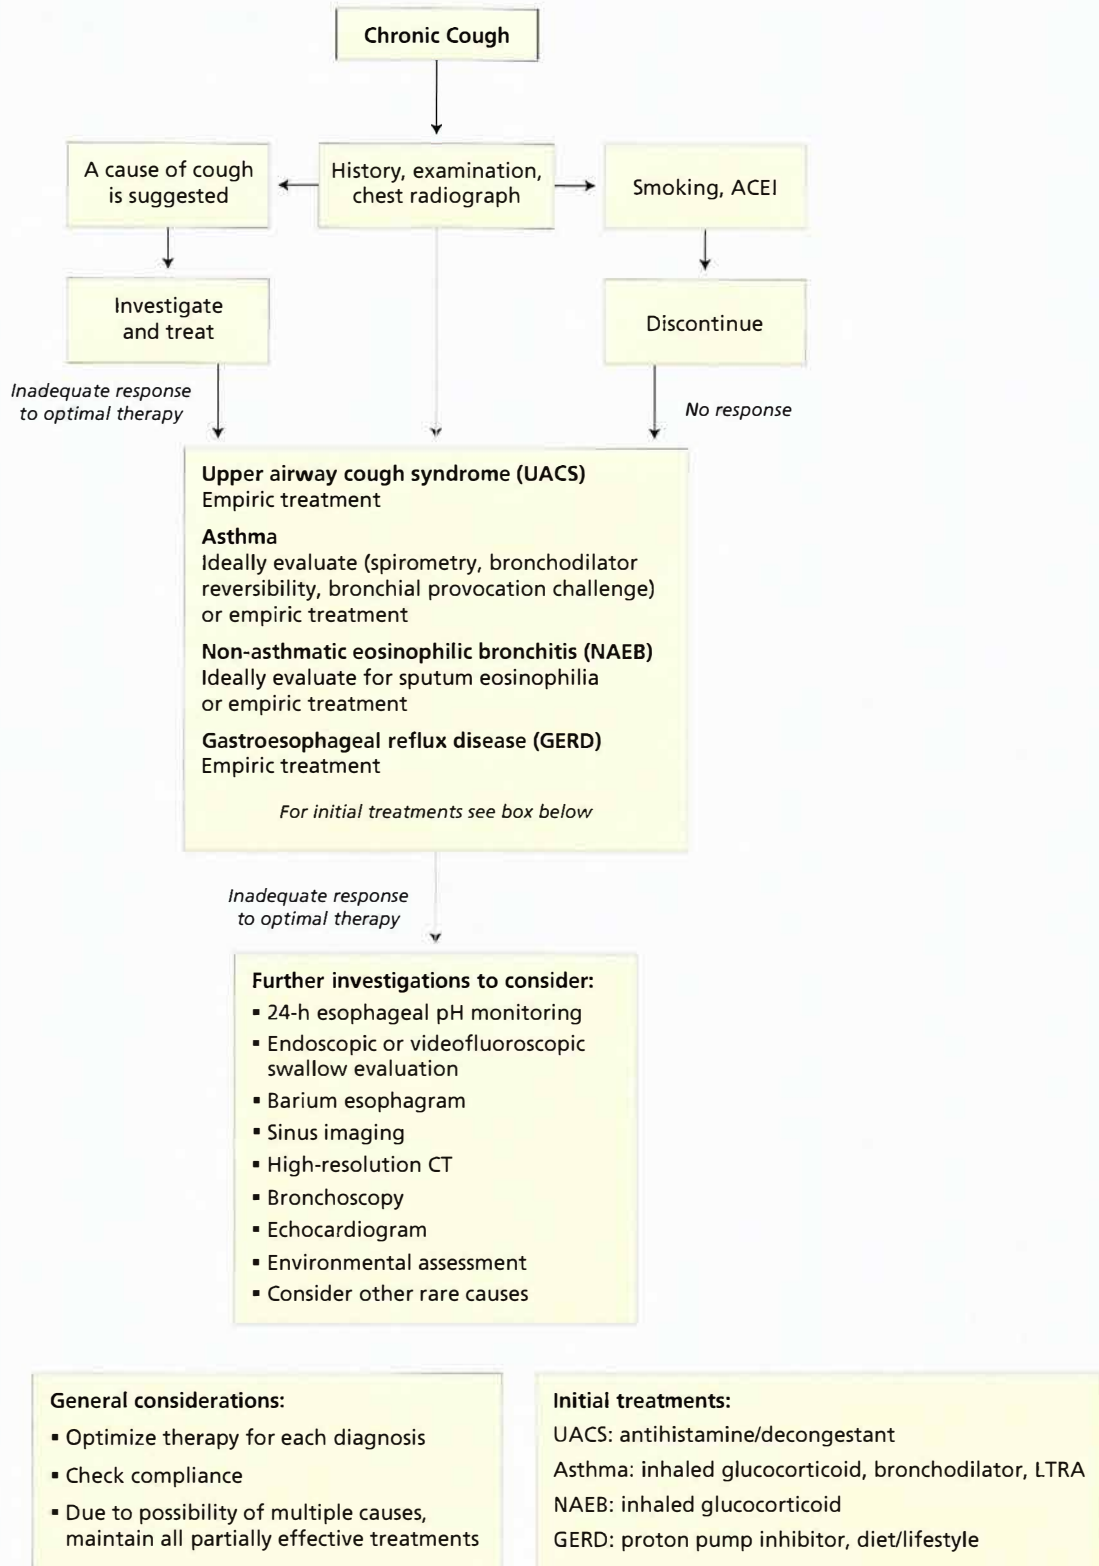 Chronic Cough
A cause of cough
is suggested
History, examination,
chest radiograph
Smoking, ACEI
Investigate
and treat
Discontinue
Inadequate response
to optimal therapy
No response
Upper airway cough syndrome (UACS)
Empiric treatment
Asthma
Ideally evaluate (spirometry, bronchodilator
reversibility, bronchial provocation challenge)
or empiric treatment
Non-asthmatic eosinophilic bronchitis (NAEB)
Ideally evaluate for sputum eosinophilia
or empiric treatment
Gastroesophageal reflux disease (GERD)
Empiric treatment
For initial treatments see box below
Inadequate response
to optimal therapy
Further investigations to consider:
▪ 24-h esophageal pH monitoring
▪ Endoscopic or videofluoroscopic
swallow evaluation
▪ Barium esophagram
▪ Sinus imaging
▪ High-resolution CT
▪ Bronchoscopy
▪ Echocardiogram
▪ Environmental assessment
▪ Consider other rare causes
General considerations:
▪ Optimize therapy for each diagnosis
▪ Check compliance
▪ Due to possibility of multiple causes,
maintain all partially effective treatments
Initial treatments:
UACS: antihistamine/decongestant
Asthma: inhaled glucocorticoid, bronchodilator, LTRA
NAEB: inhaled glucocorticoid
GERD: proton pump inhibitor, diet/lifestyle